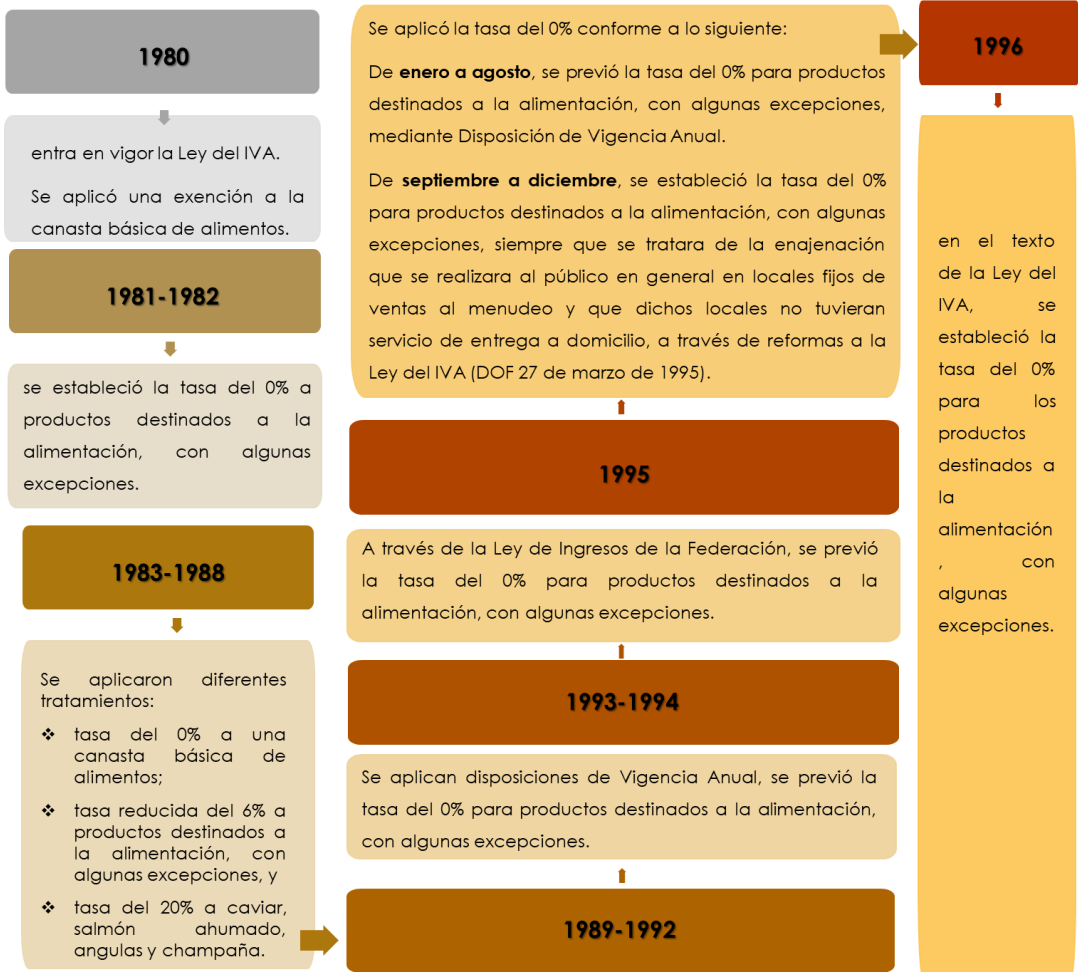 1980
entra en vigor la Ley del IVA.
Se aplicó una exención a la
canasta básica de alimentos.
1981-1982
se estableció la tasa del 0% a
productos destinados a la
alimentación, con algunas
excepciones.
1983-1988
Se aplicaron diferentes
tratamientos:
❖ tasa del 0% a una
canasta básica de
alimentos;
❖ tasa reducida del 6% a
productos destinados a
la alimentación, con
algunas excepciones, y
❖ tasa del 20% a caviar,
salmón ahumado,
angulas y champaña.
1989-1992
Se aplican disposiciones de Vigencia Anual, se previó la
tasa del 0% para productos destinados a la alimentación,
con algunas excepciones.
1993-1994
A través de la Ley de Ingresos de la Federación, se previó
la tasa del 0% para productos destinados a la
alimentación, con algunas excepciones.
1995
Se aplicó la tasa del 0% conforme a lo siguiente:
De enero a agosto, se previó la tasa del 0% para productos
destinados a la alimentación, con algunas excepciones,
mediante Disposición de Vigencia Anual.
De septiembre a diciembre, se estableció la tasa del 0%
para productos destinados a la alimentación, con algunas
excepciones, siempre que se tratara de la enajenación
que se realizara al público en general en locales fijos de
ventas al menudeo y que dichos locales no tuvieran
servicio de entrega a domicilio, a través de reformas a la
Ley del IVA (DOF 27 de marzo de 1995).
1996
en el texto
de la Ley del
IVA, se
estableció la
tasa del 0%
para los
productos
destinados a
la
alimentación
, con
algunas
excepciones.